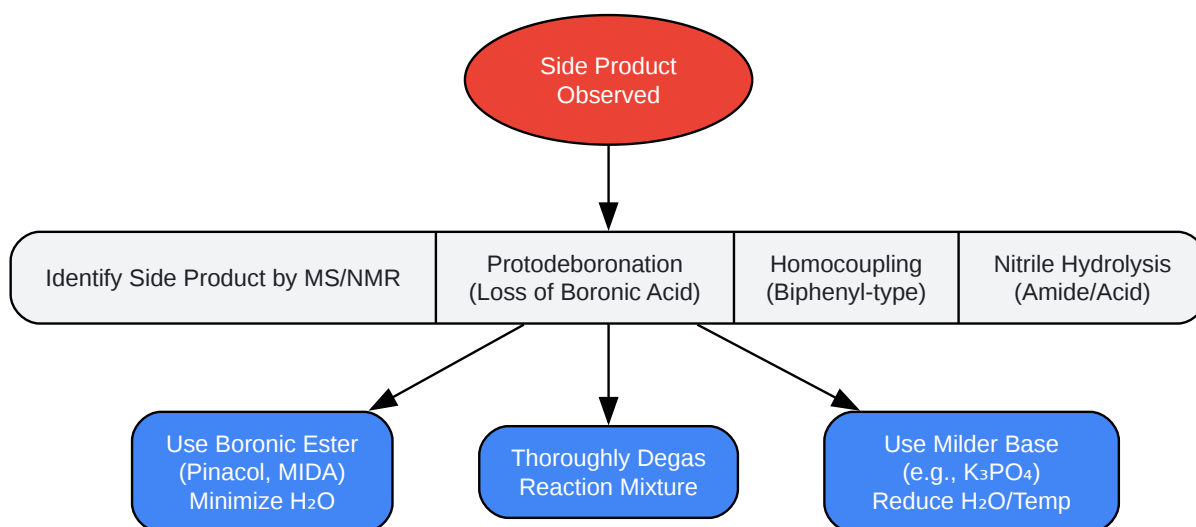 Side Product
Observed
Identify Side Product by MS/NMR
Protodeboronation
(Loss of Boronic Acid)
Homocoupling
(Biphenyl-type)
Nitrile Hydrolysis
(Amide/Acid)
Use Boronic Ester
(Pinacol, MIDA)
Minimize H₂O
Thoroughly Degas
Reaction Mixture
Use Milder Base
(e.g., K₃PO₄)
Reduce H₂O/Temp